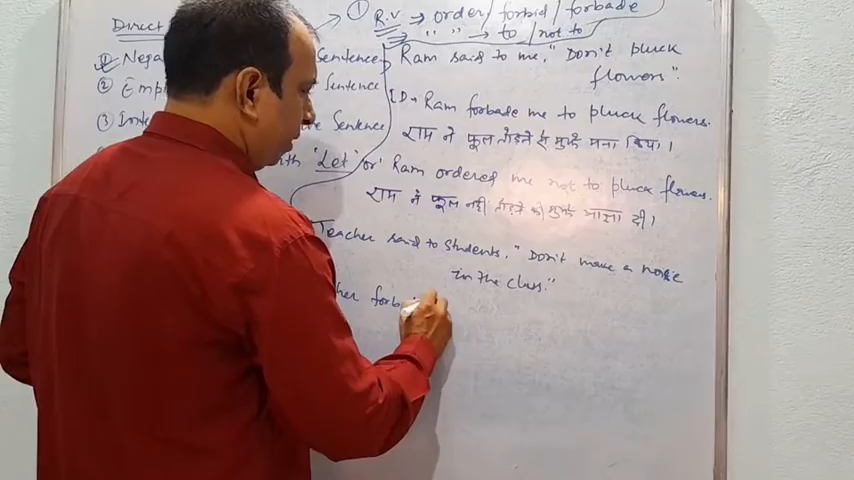 Direct
① R.V → order/forbid/forbade
" " → to / not to
① Nega Sentence
② Emp Sentence
③ Inte Sentence
Ram said to me, "Don't pluck
flowers".
ID → Ram forbade me to pluck flowers.
राम ने फूल तोड़ने से मुझे मना किया।
th "Let" or Ram ordered me not to pluck flowers.
राम ने फूल नहीं तोड़ने की मुझे आज्ञा दी।
Teacher said to students, "Don't make a noise
in the class."
her forb